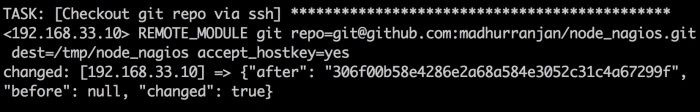 TASK: [Checkout git repo via ssh] *********************************************
<192.168.33.10> REMOTE_MODULE git repo=git@github.com:madhurranjan/node_nagios.git
dest=/tmp/node_nagios accept_hostkey=yes
changed: [192.168.33.10] => {"after": "306f00b58e4286e2a68a584e3052c31c4a67299f",
"before": null, "changed": true}